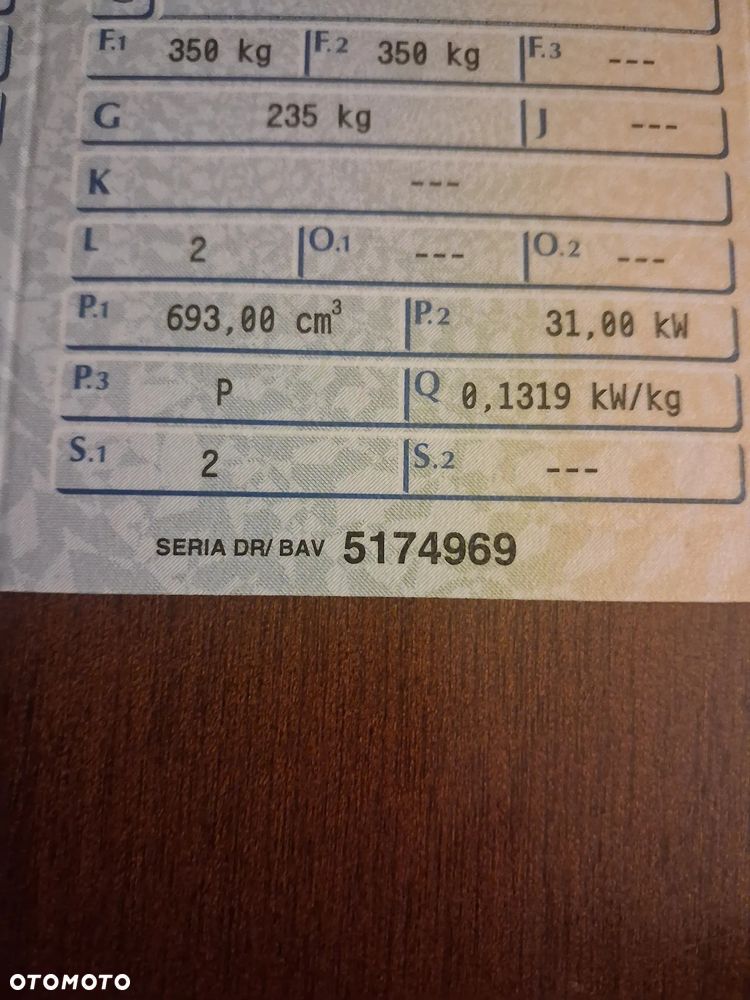 F.1 350 kg F.2 350 kg F.3 ---
G 235 kg J ---
K ---
L 2 O.1 --- O.2 ---
P.1 693,00 cm³ P.2 31,00 kW
P.3 P Q 0,1319 kW/kg
S.1 2 S.2 ---
SERIA DR/ BAV 5174969
OTOMOTO